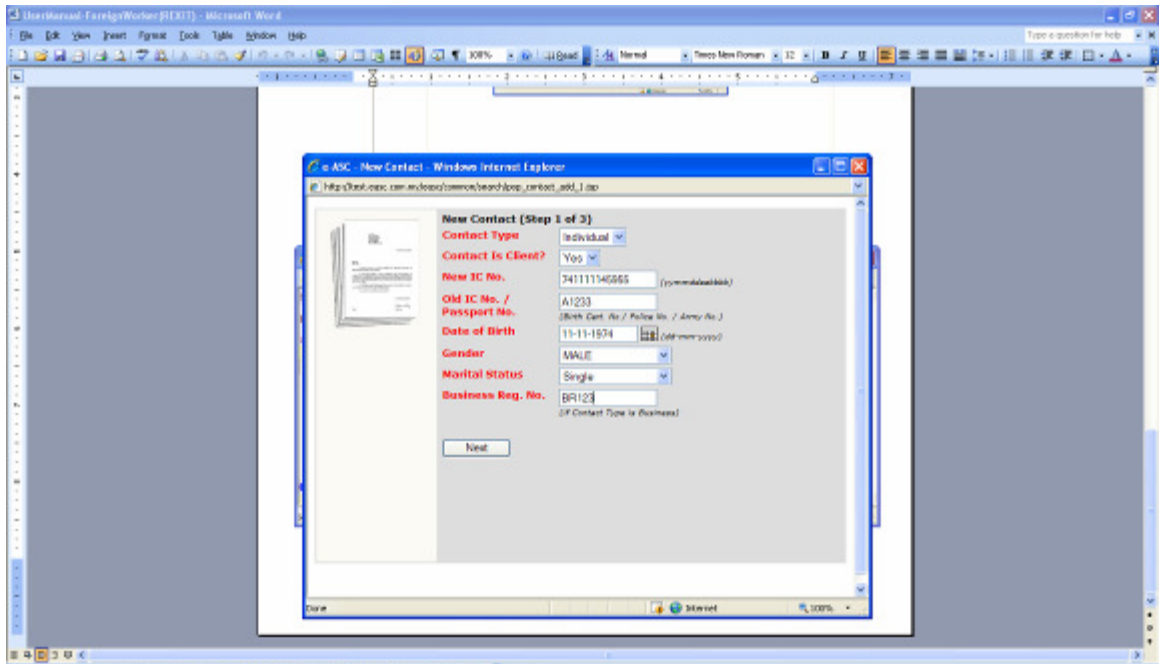 UserManual-ForeignWorker(REXIT) - Microsoft Word
File Edit View Insert Format Tools Table Window Help
Type a question for help
100% Read Normal Times New Roman 12 B I U
e-ASC - New Contact - Windows Internet Explorer
New Contact (Step 1 of 3)
Contact Type Individual
Contact Is Client? Yes
New IC No.
Old IC No. / A1233
Passport No.
(Birth Cert. No / Police No. / Army No.)
Date of Birth 11-11-1974 (dd-mm-yyyy)
Gender MALE
Marital Status Single
Business Reg. No. BR123
(If Contact Type is Business)
Next
Done Internet 100%